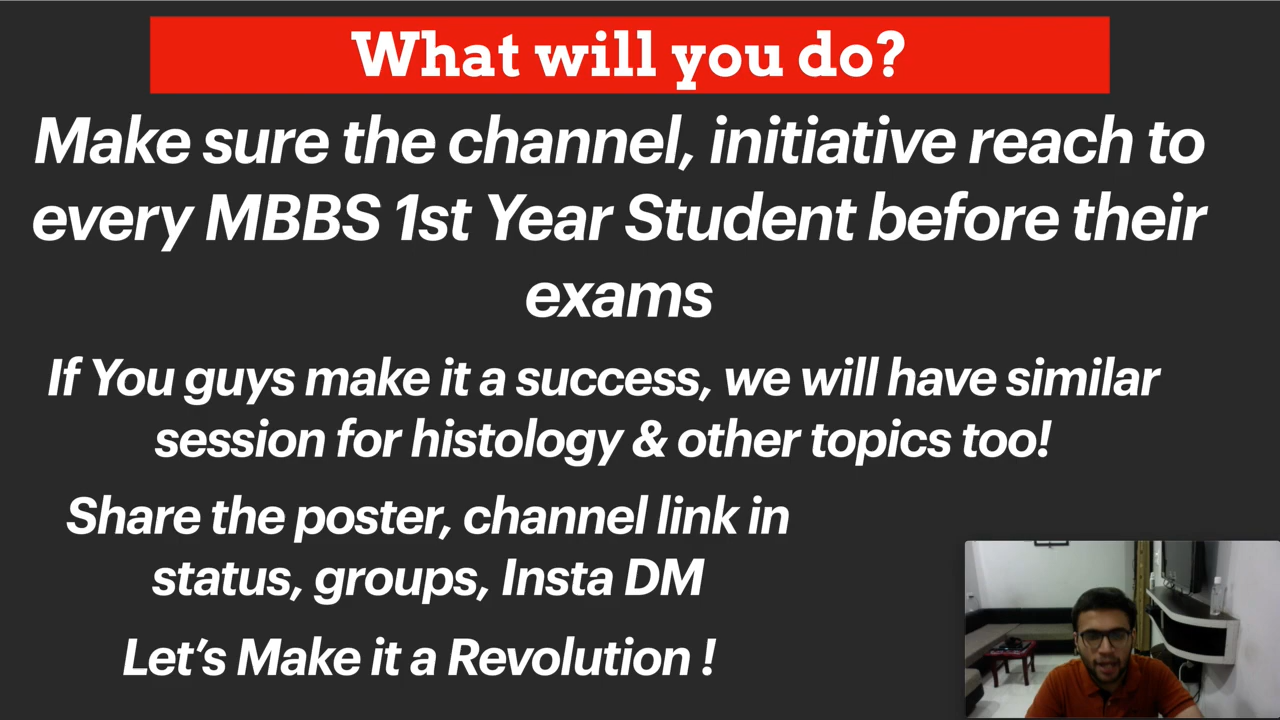 What will you do?
Make sure the channel, initiative reach to
every MBBS 1st Year Student before their
exams
If You guys make it a success, we will have similar
session for histology & other topics too!
Share the poster, channel link in
status, groups, Insta DM
Let’s Make it a Revolution !